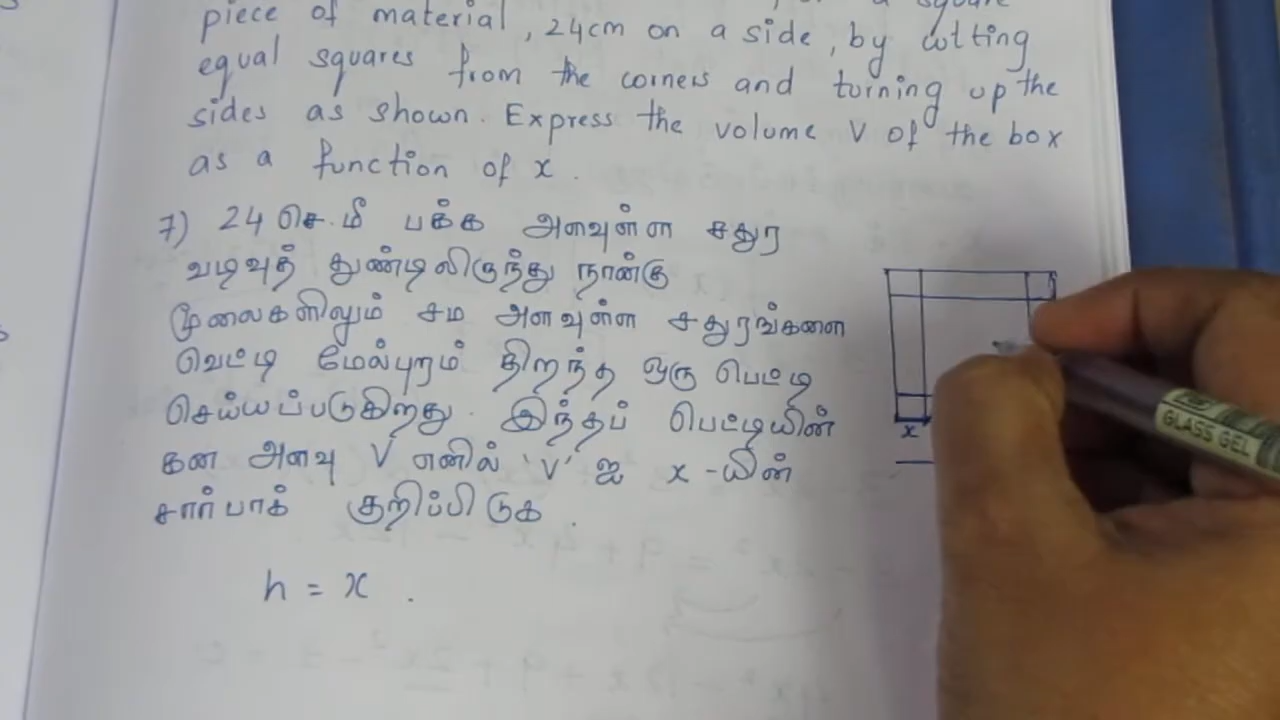 piece of material, 24cm on a side, by cutting
equal squares from the corners and turning up the
sides as shown. Express the volume V of the box
as a function of x.
7) 24 செ.மீ பக்க அளவுள்ள சதுர
வடிவத் துண்டிலிருந்து நான்கு
மூலைகளிலும் சம அளவுள்ள சதுரங்களை
வெட்டி மேல்புறம் திறந்த ஒரு பெட்டி
செய்யப்படுகிறது. இந்தப் பெட்டியின்
கன அளவு V எனில் 'V' ஐ x-யின்
சார்பாக் குறிப்பிடுக.
x
h = x.
GLASS GEL